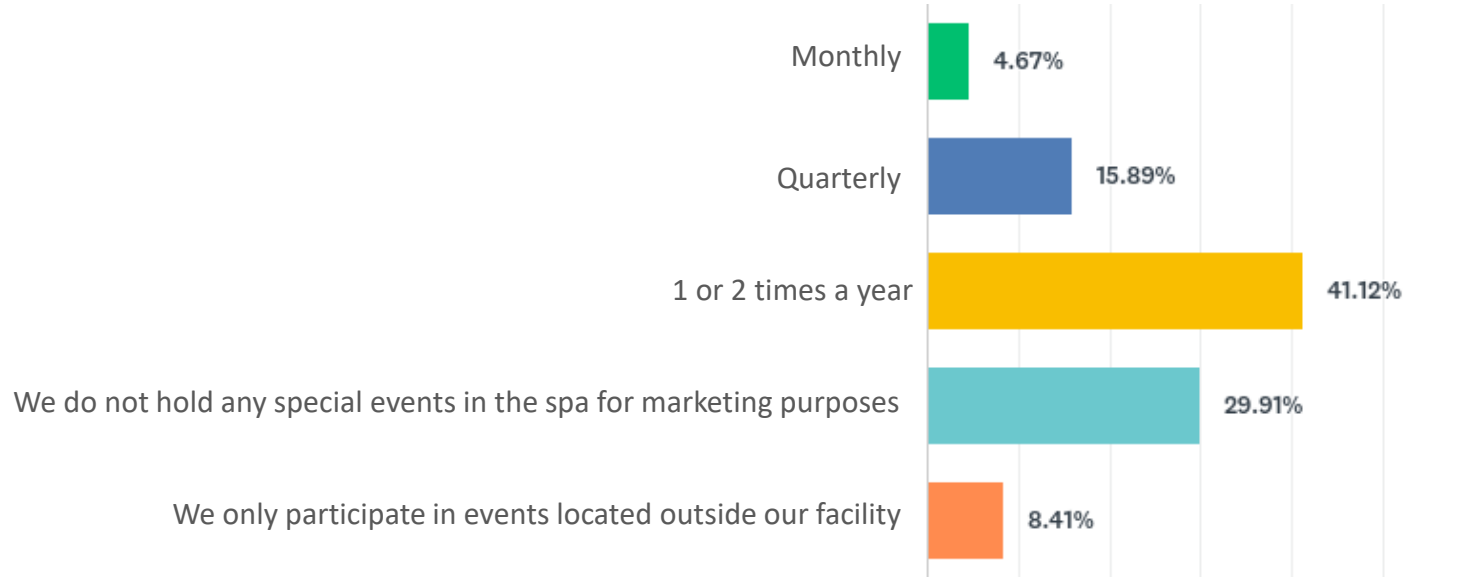 Monthly 4.67%
Quarterly 15.89%
1 or 2 times a year 41.12%
We do not hold any special events in the spa for marketing purposes 29.91%
We only participate in events located outside our facility 8.41%